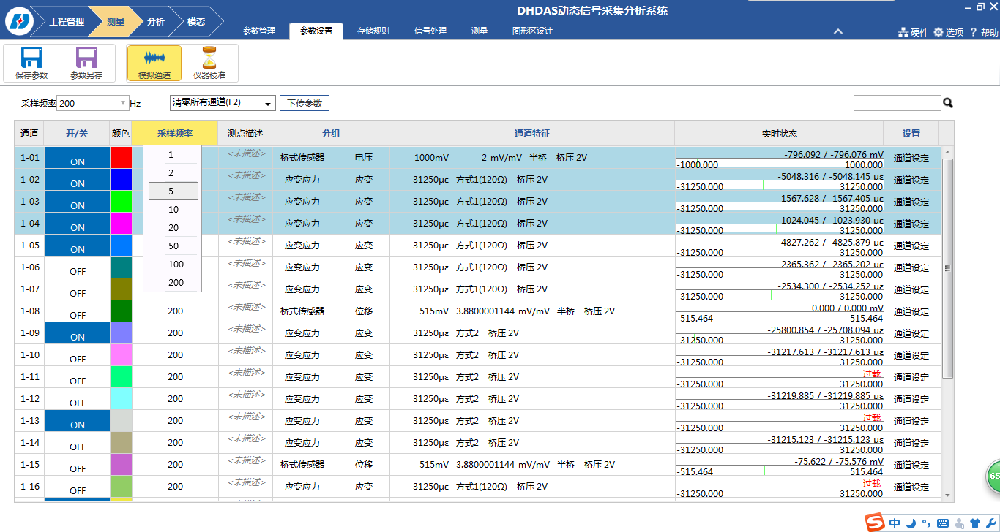 DHDAS动态信号采集分析系统
工程管理 测量 分析 模态
参数管理 参数设置 存储规则 信号处理 测量 图形区设计
硬件 选项 ? 帮助
保存参数 参数另存 模拟通道 仪器校准
采样频率 200 Hz 清零所有通道(F2) 下传参数
通道 开/关 颜色 采样频率 测点描述 分组 通道特征 实时状态 设置
1-01 ON <未描述> 桥式传感器 电压 1000mV 2 mV/mV 半桥 桥压 2V -796.092 / -796.076 mV 通道设定
-1000.000 1000.000
1-02 ON <未描述> 应变应力 应变 31250με 方式1(120Ω) 桥压 2V -5048.316 / -5048.145 με 通道设定
-31250.000 31250.000
1-03 ON <未描述> 应变应力 应变 31250με 方式1(120Ω) 桥压 2V -1567.628 / -1567.405 με 通道设定
-31250.000 31250.000
1-04 ON <未描述> 应变应力 应变 31250με 方式1(120Ω) 桥压 2V -1024.045 / -1023.930 με 通道设定
-31250.000 31250.000
1-05 ON <未描述> 应变应力 应变 31250με 方式1(120Ω) 桥压 2V -4827.262 / -4825.879 με 通道设定
-31250.000 31250.000
1-06 OFF <未描述> 应变应力 应变 31250με 方式1(120Ω) 桥压 2V -2365.362 / -2365.202 με 通道设定
-31250.000 31250.000
1-07 OFF <未描述> 应变应力 应变 31250με 方式1(120Ω) 桥压 2V -2534.300 / -2534.252 με 通道设定
-31250.000 31250.000
1
2
5
10
20
50
100
200
1-08 OFF 200 <未描述> 桥式传感器 位移 515mV 3.8800001144 mV/mV 半桥 桥压 2V 0.000 / 0.000 mV 通道设定
-515.464 515.464
1-09 ON 200 <未描述> 应变应力 应变 31250με 方式2 桥压 2V -25800.854 / -25708.094 με 通道设定
-31250.000 31250.000
1-10 OFF 200 <未描述> 应变应力 应变 31250με 方式2 桥压 2V -31217.613 / -31217.613 με 通道设定
-31250.000 31250.000
1-11 OFF 200 <未描述> 应变应力 应变 31250με 方式2 桥压 2V 过载 通道设定
-31250.000 31250.000
1-12 OFF 200 <未描述> 应变应力 应变 31250με 方式2 桥压 2V -31219.885 / -31219.885 με 通道设定
-31250.000 31250.000
1-13 ON 200 <未描述> 应变应力 应变 31250με 方式2 桥压 2V 过载 通道设定
-31250.000 31250.000
1-14 OFF 200 <未描述> 应变应力 应变 31250με 方式2 桥压 2V -31215.123 / -31215.123 με 通道设定
-31250.000 31250.000
1-15 OFF 200 <未描述> 桥式传感器 位移 515mV 3.8800001144 mV/mV 半桥 桥压 2V -75.622 / -75.576 mV 通道设定
-515.464 515.464
1-16 OFF 200 <未描述> 应变应力 应变 31250με 方式1(120Ω) 桥压 2V 过载 通道设定
-31250.000 31250.000
65
S 中